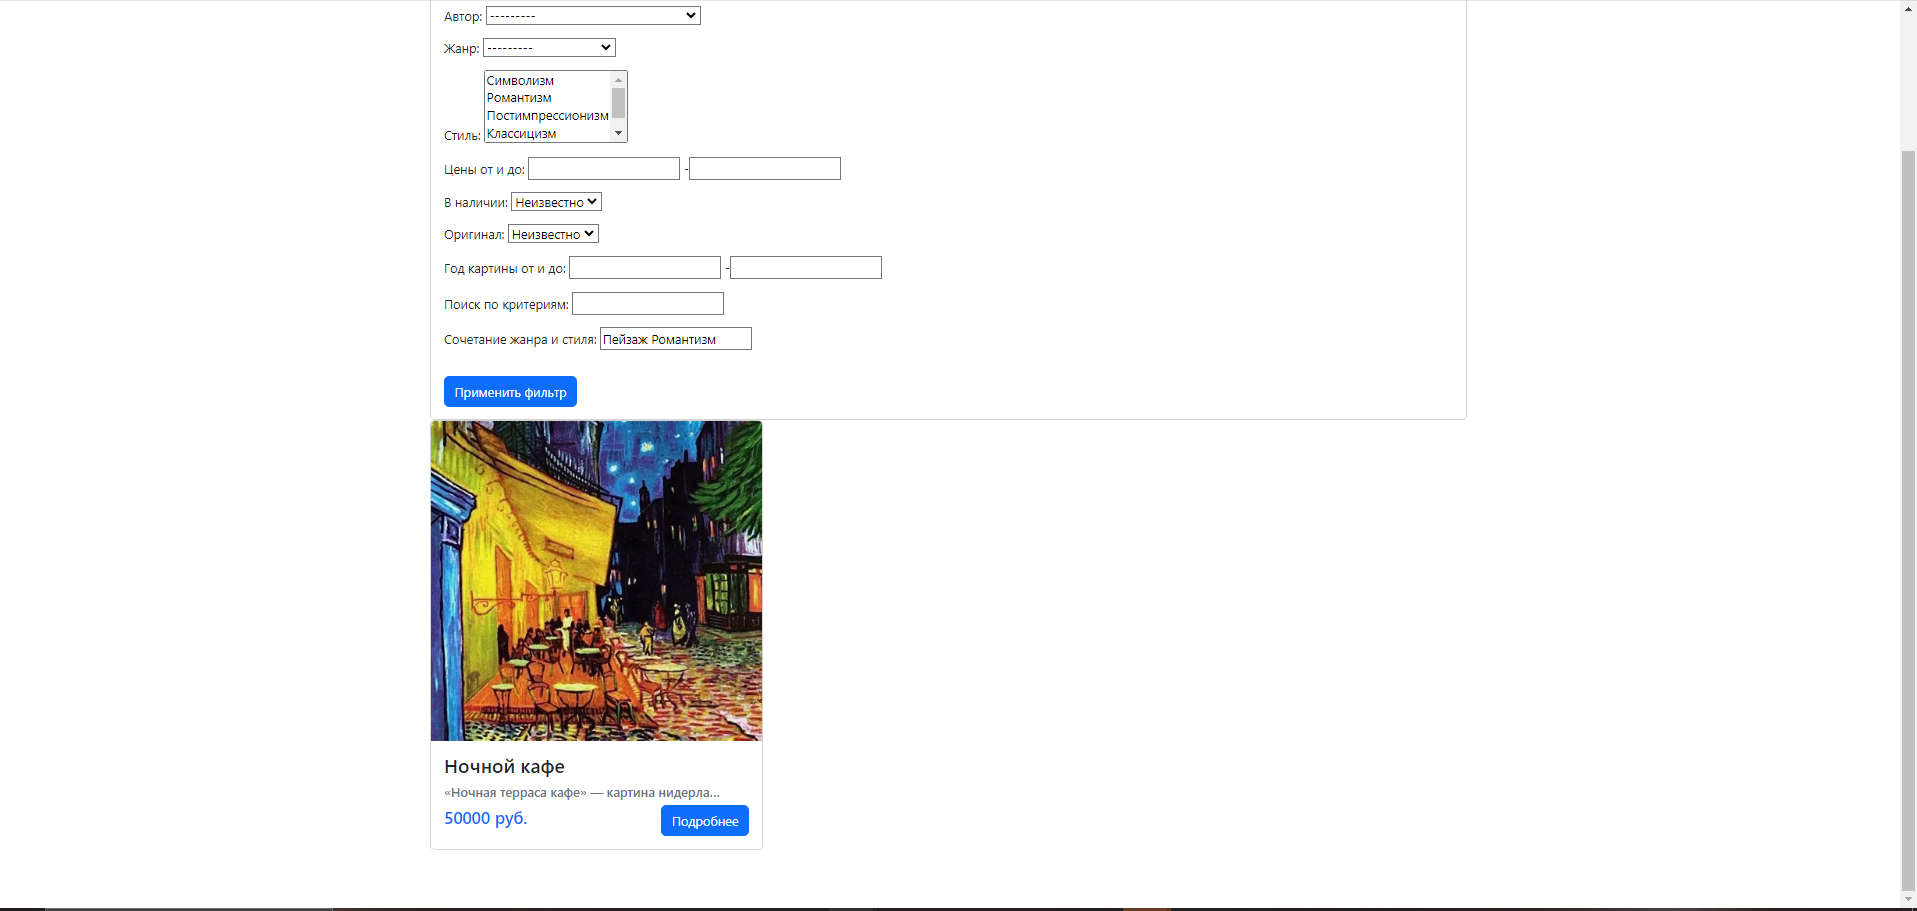 Автор: ---------
Жанр: ---------
Символизм
Романтизм
Постимпрессионизм
Стиль: Классицизм
Цены от и до: -
В наличии: Неизвестно
Оригинал: Неизвестно
Год картины от и до: -
Поиск по критериям:
Сочетание жанра и стиля: Пейзаж Романтизм
Применить фильтр
Ночной кафе
«Ночная терраса кафе» — картина нидерла...
50000 руб. Подробнее